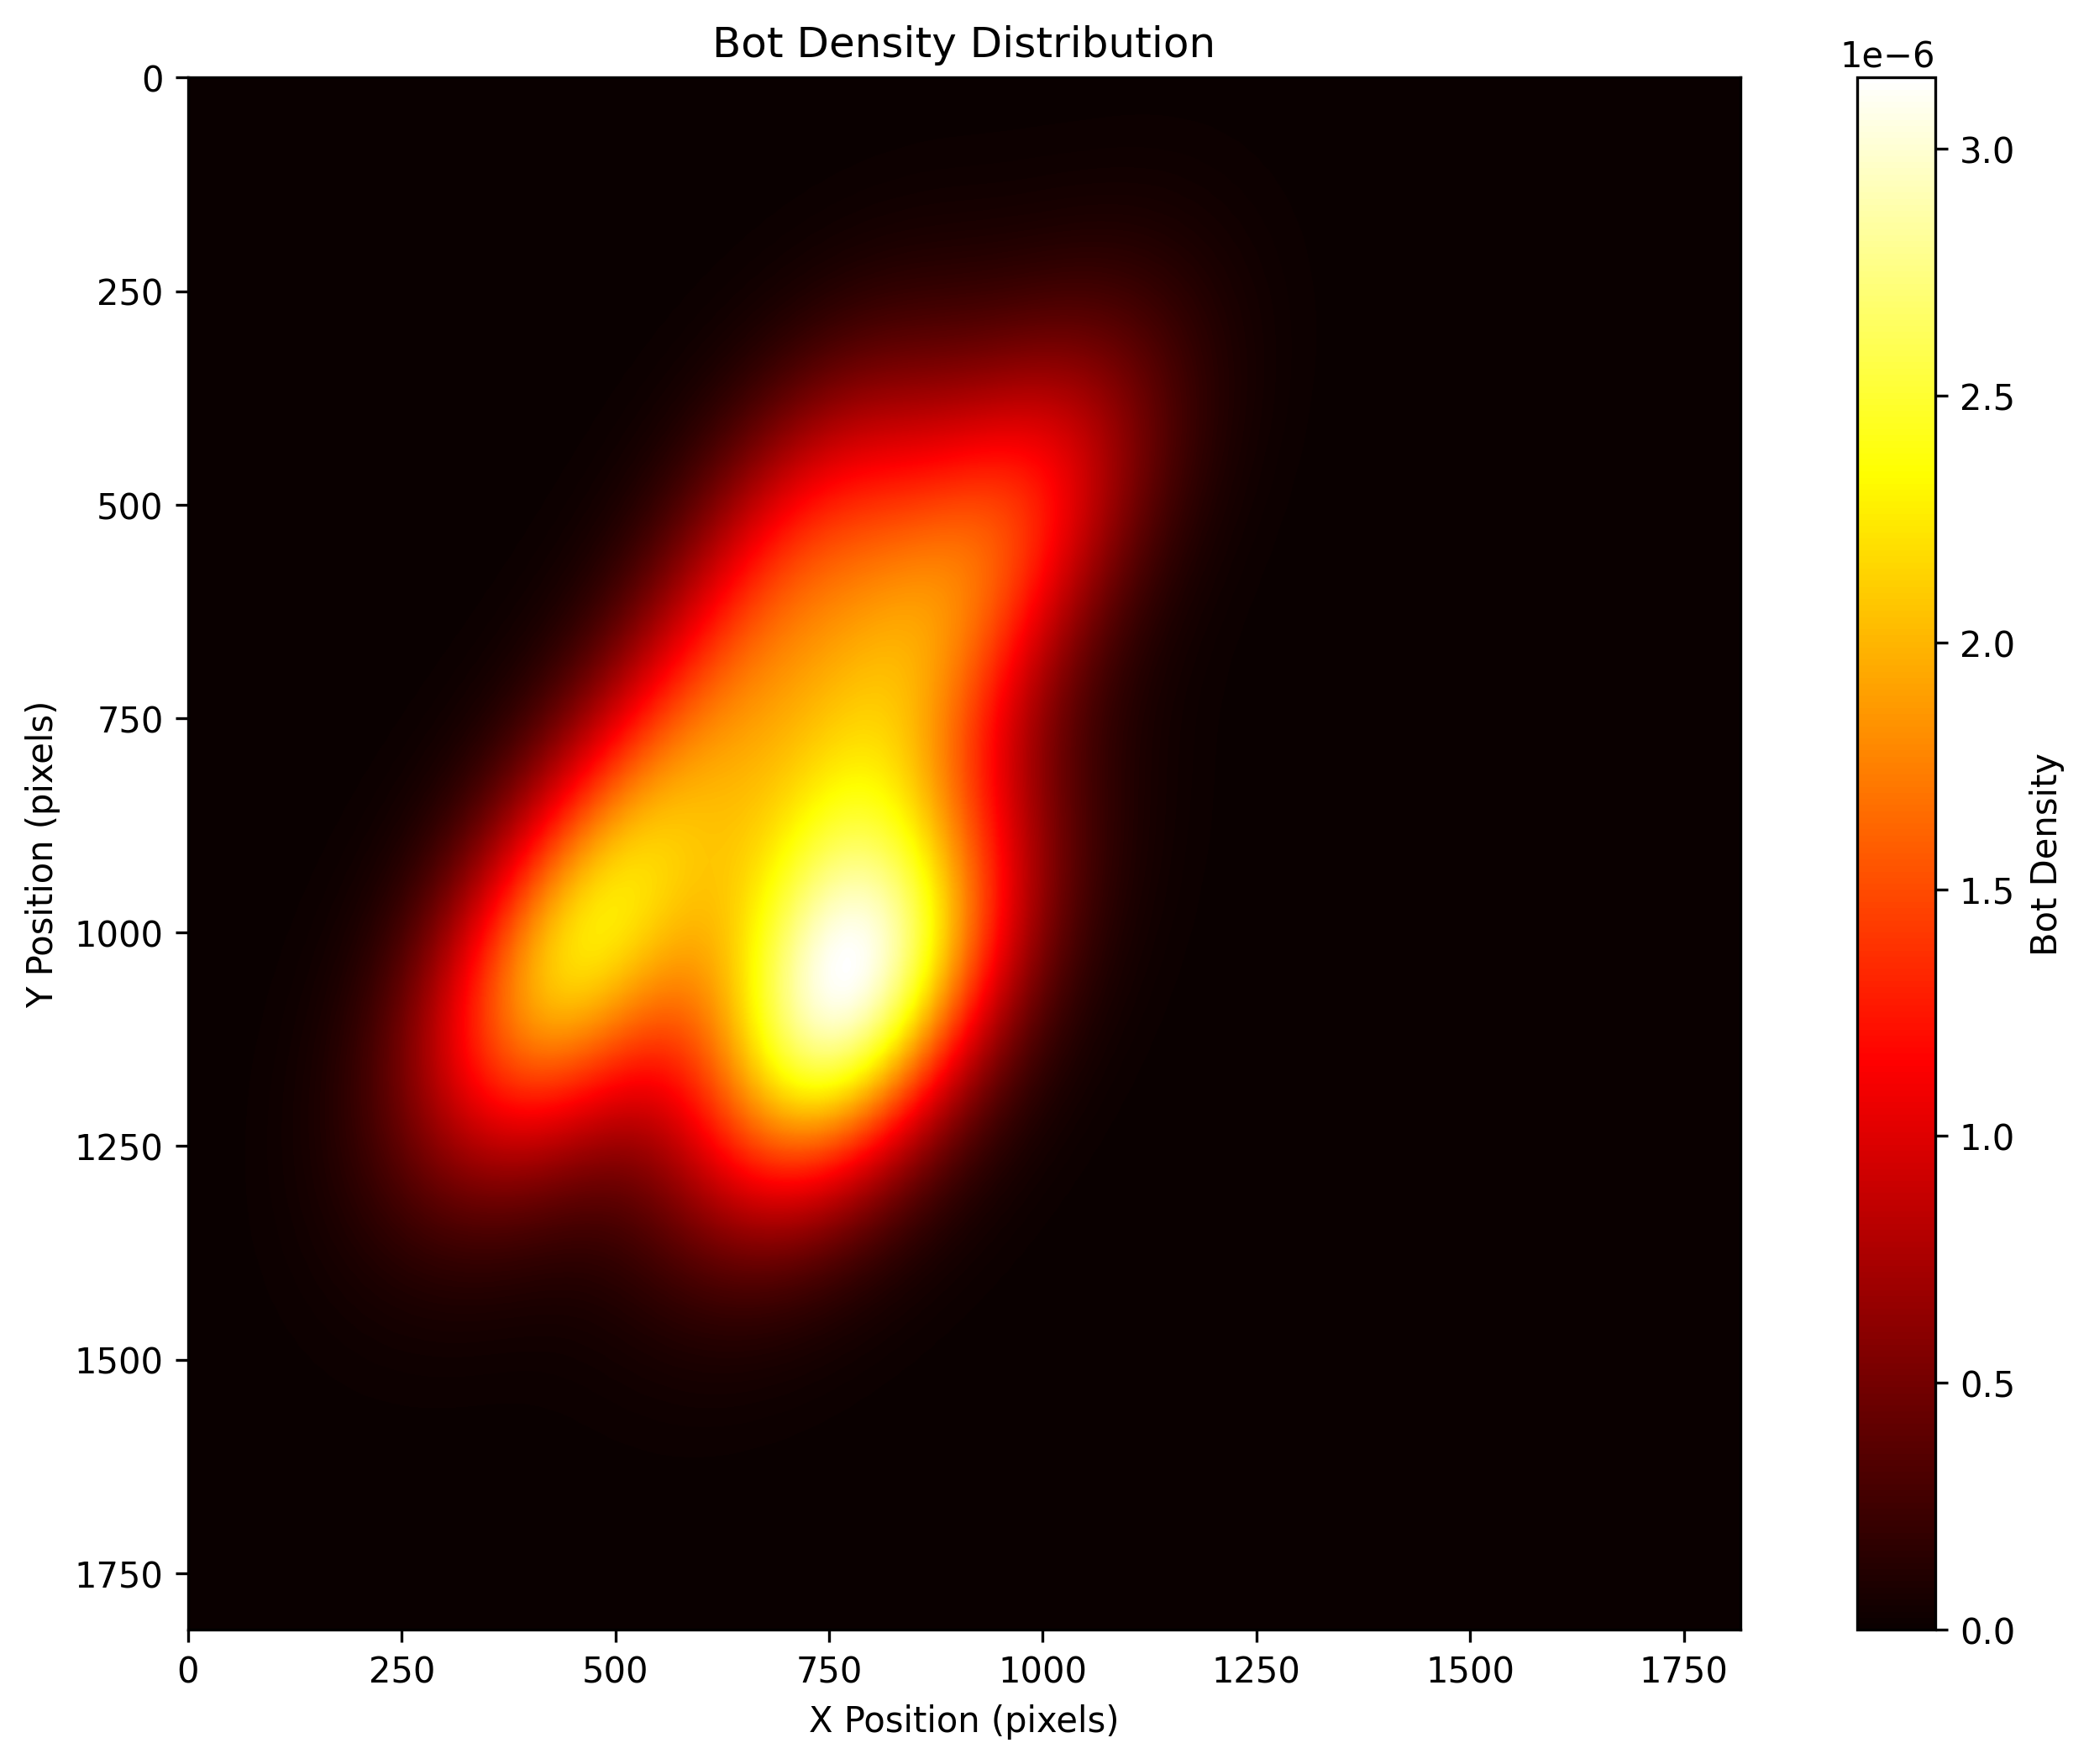 Bot Density Distribution
1e−6
0
250
500
750
1000
1250
1500
1750
Y Position (pixels)
0 250 500 750 1000 1250 1500 1750
X Position (pixels)
3.0
2.5
2.0
1.5
1.0
0.5
0.0
Bot Density